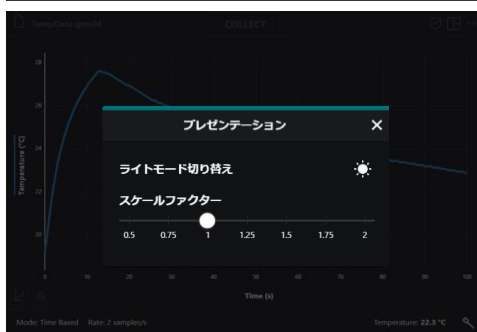 TempData.gambl
COLLECT
プレゼンテーション
ライトモード切り替え
スケールファクター
0.5 0.75 1 1.25 1.5 1.75 2
Temperature (°C)
28
26
24
22
20
0 10 20 30 40 50 60 70 80 90 100
Time (s)
Mode: Time Based Rate: 2 samples/s Temperature: 22.3 °C